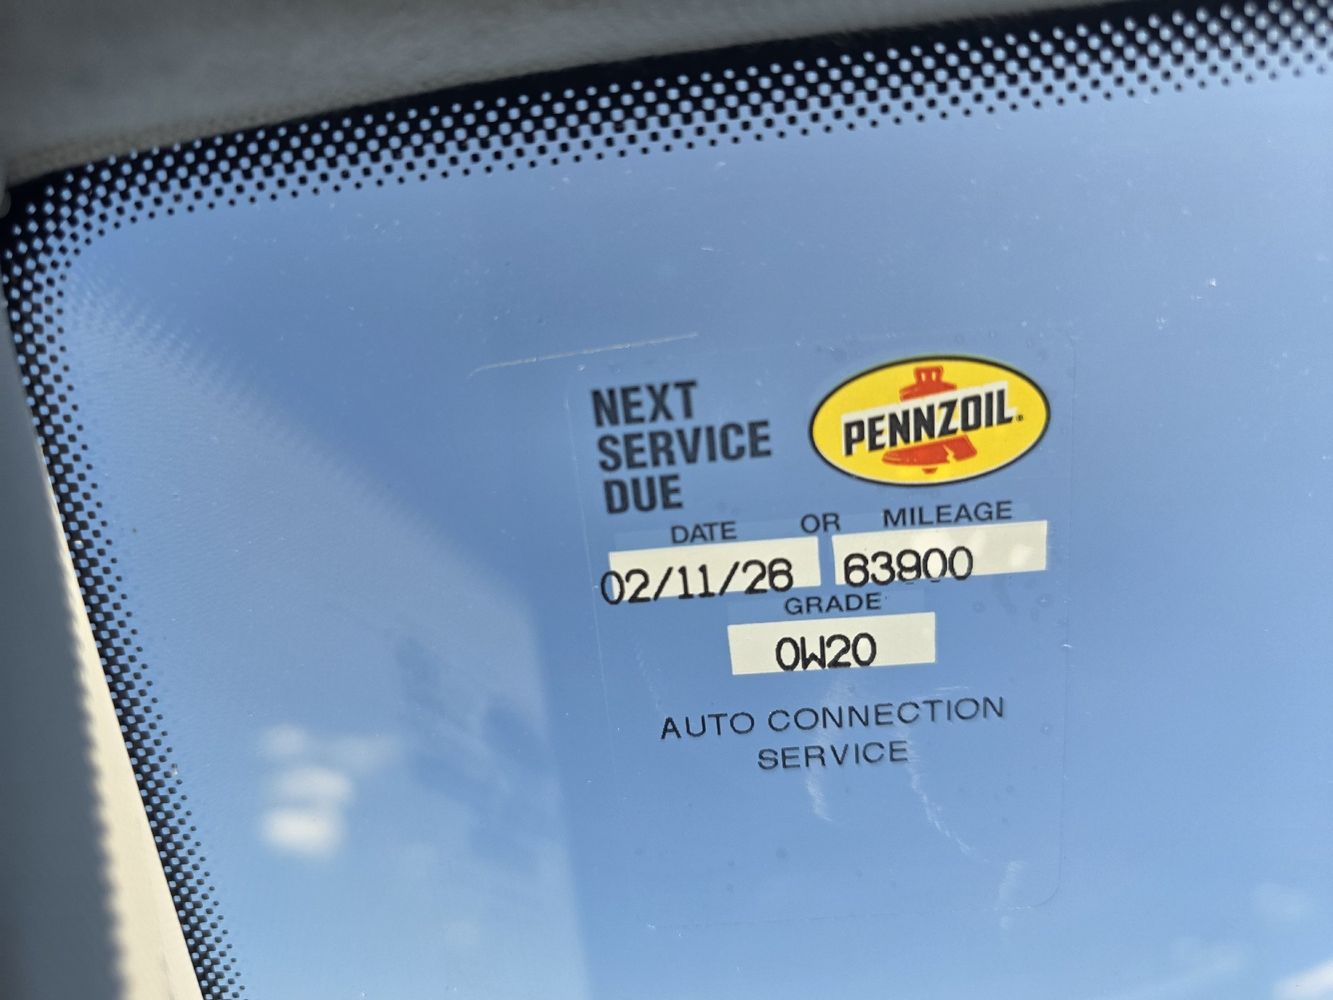 NEXT
SERVICE
DUE
PENNZOIL®
DATE OR MILEAGE
02/11/26 63900
GRADE
0W20
AUTO CONNECTION
SERVICE